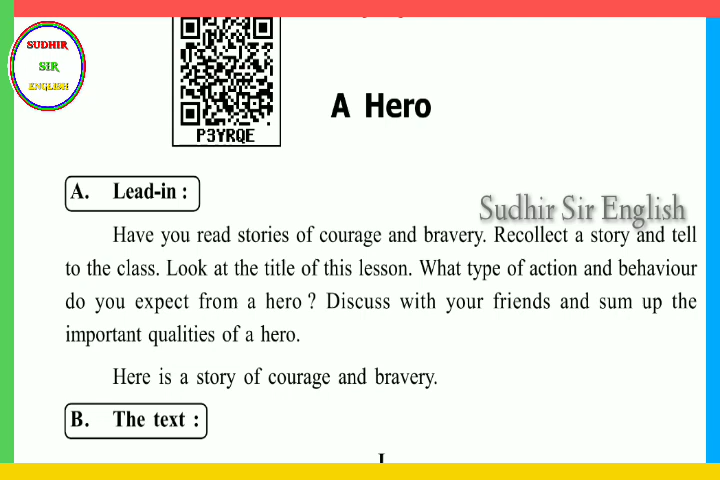 SUDHIR
SIR
ENGLISH
P3YRQE
A Hero
A. Lead-in :
Sudhir Sir English
Have you read stories of courage and bravery. Recollect a story and tell
to the class. Look at the title of this lesson. What type of action and behaviour
do you expect from a hero ? Discuss with your friends and sum up the
important qualities of a hero.
Here is a story of courage and bravery.
B. The text :
I